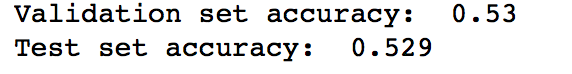 Validation set accuracy:  0.53
Test set accuracy:  0.529